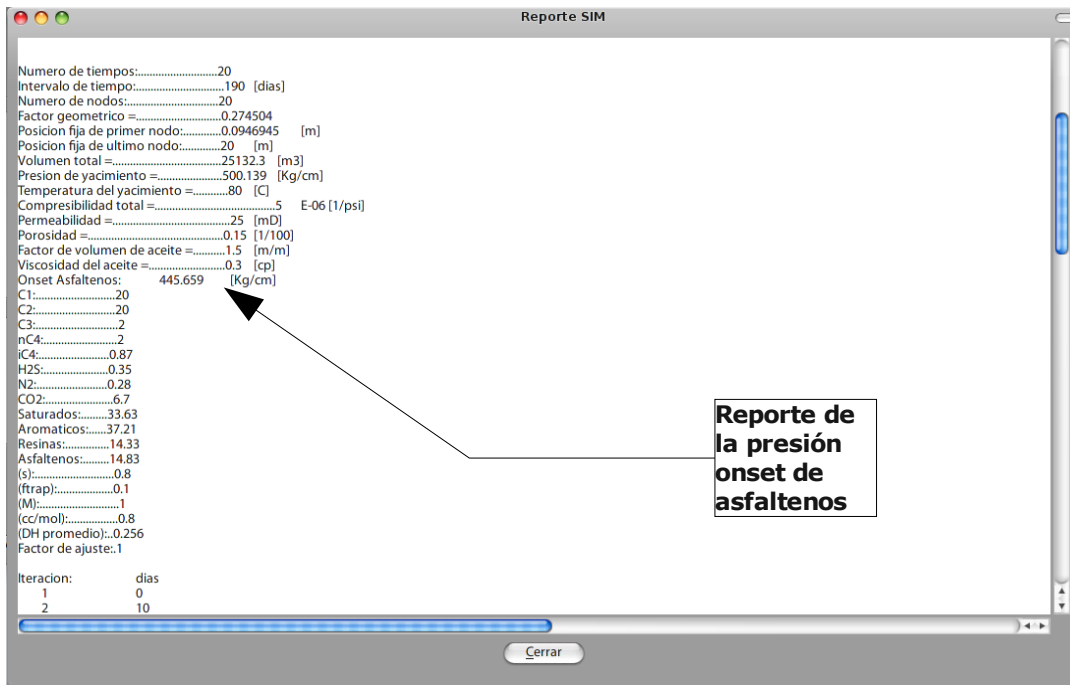 Reporte SIM
Numero de tiempos:...........................20
Intervalo de tiempo:..............................190 [dias]
Numero de nodos:...............................20
Factor geometrico =.............................0.274504
Posicion fija de primer nodo:.............0.0946945 [m]
Posicion fija de ultimo nodo:.............20 [m]
Volumen total =.....................................25132.3 [m3]
Presion de yacimiento =......................500.139 [Kg/cm]
Temperatura del yacimiento =............80 [C]
Compresibilidad total =.........................................5 E-06 [1/psi]
Permeabilidad =.......................................25 [mD]
Porosidad =..............................................0.15 [1/100]
Factor de volumen de aceite =...........1.5 [m/m]
Viscosidad del aceite =..........................0.3 [cp]
Onset Asfaltenos: 445.659 [Kg/cm]
C1:...........................20
C2:...........................20
C3:............................2
nC4:.........................2
iC4:........................0.87
H2S:......................0.35
N2:.......................0.28
CO2:.......................6.7
Saturados:.........33.63
Aromaticos:......37.21
Resinas:...............14.33
Asfaltenos:.........14.83
(s):...........................0.8
(ftrap):...................0.1
(M):...........................1
(cc/mol):.................0.8
(DH promedio):..0.256
Factor de ajuste:.1
Iteracion: dias
1 0
2 10
Reporte de
la presión
onset de
asfaltenos
Cerrar